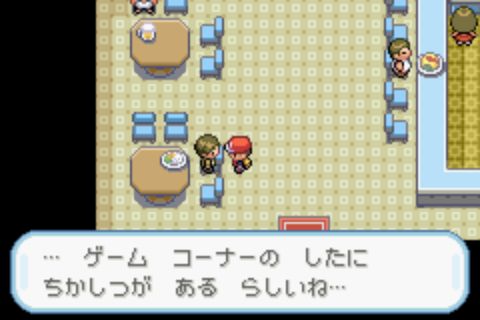 … ゲーム コーナーの したに
ちかしつが ある らしいね…